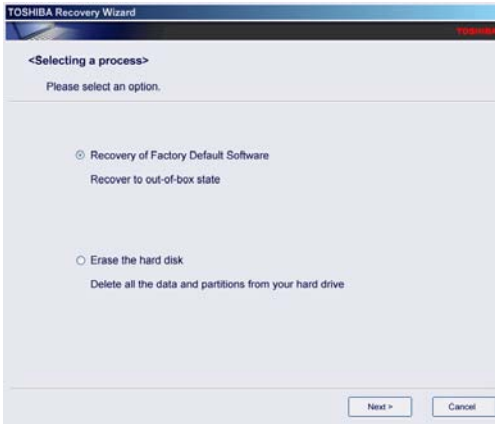 TOSHIBA Recovery Wizard
TOSHIBA
<Selecting a process>
Please select an option.
Recovery of Factory Default Software
Recover to out-of-box state
Erase the hard disk
Delete all the data and partitions from your hard drive
Next >
Cancel